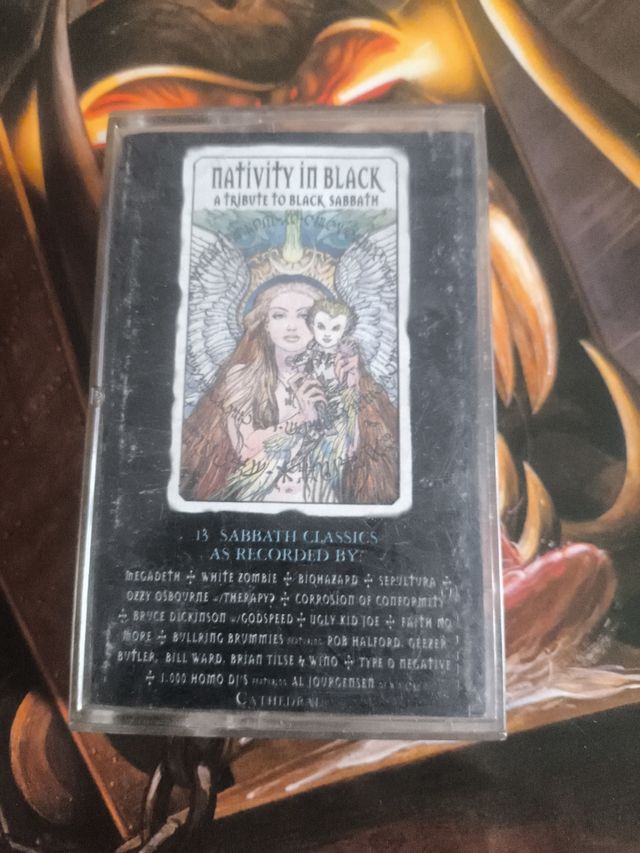 NATIVITY IN BLACK
A TRIBUTE TO BLACK SABBATH
13 SABBATH CLASSICS
AS RECORDED BY:
MEGADETH ✢ WHITE ZOMBIE ✢ BIOHAZARD ✢ SEPULTURA ✢
OZZY OSBOURNE w/THERAPY? ✢ CORROSION OF CONFORMITY
✢ BRUCE DICKINSON w/GODSPEED ✢ UGLY KID JOE ✢ FAITH NO
MORE ✢ BULLRING BRUMMIES FEATURING ROB HALFORD, GEEZER
BUTLER, BILL WARD, BRIAN TILSE & WINO ✢ TYPE O NEGATIVE
✢ 1,000 HOMO DJ'S FEATURING AL JOURGENSEN
CATHEDRAL